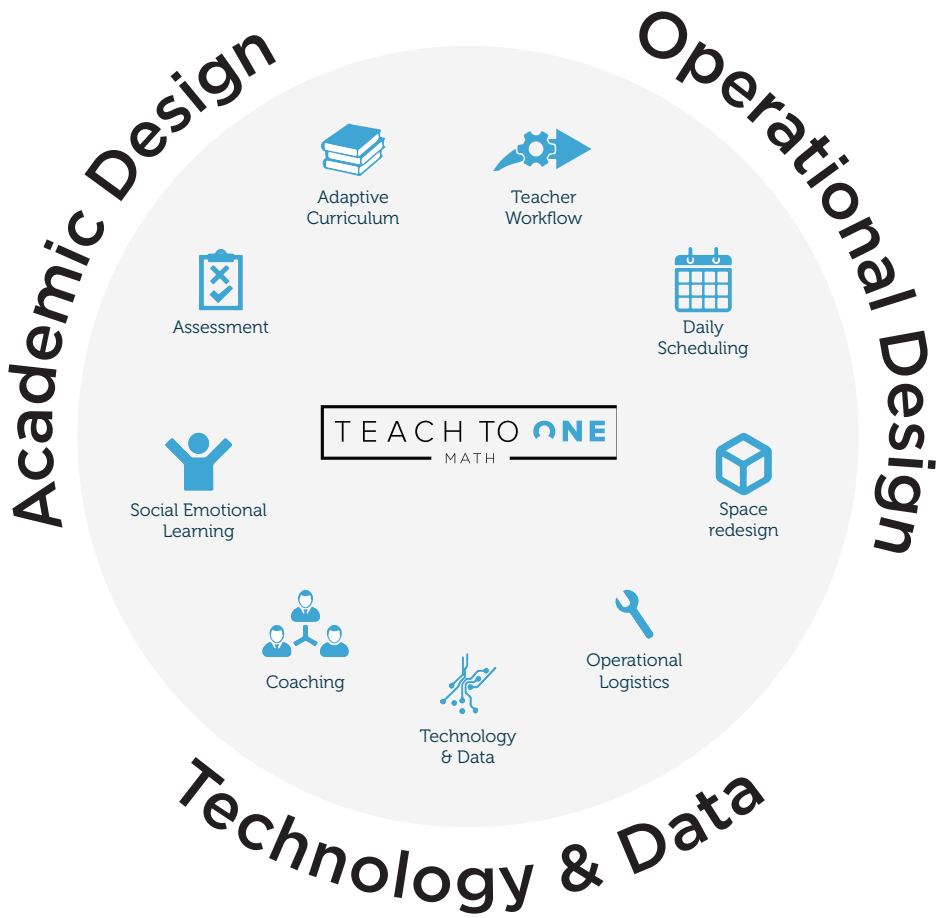 Academic Design
Operational Design
Adaptive
Curriculum
Teacher
Workflow
Assessment
Daily
Scheduling
TEACH TO ONE
MATH
Social Emotional
Learning
Space
redesign
Coaching
Operational
Logistics
Technology
& Data
Technology & Data